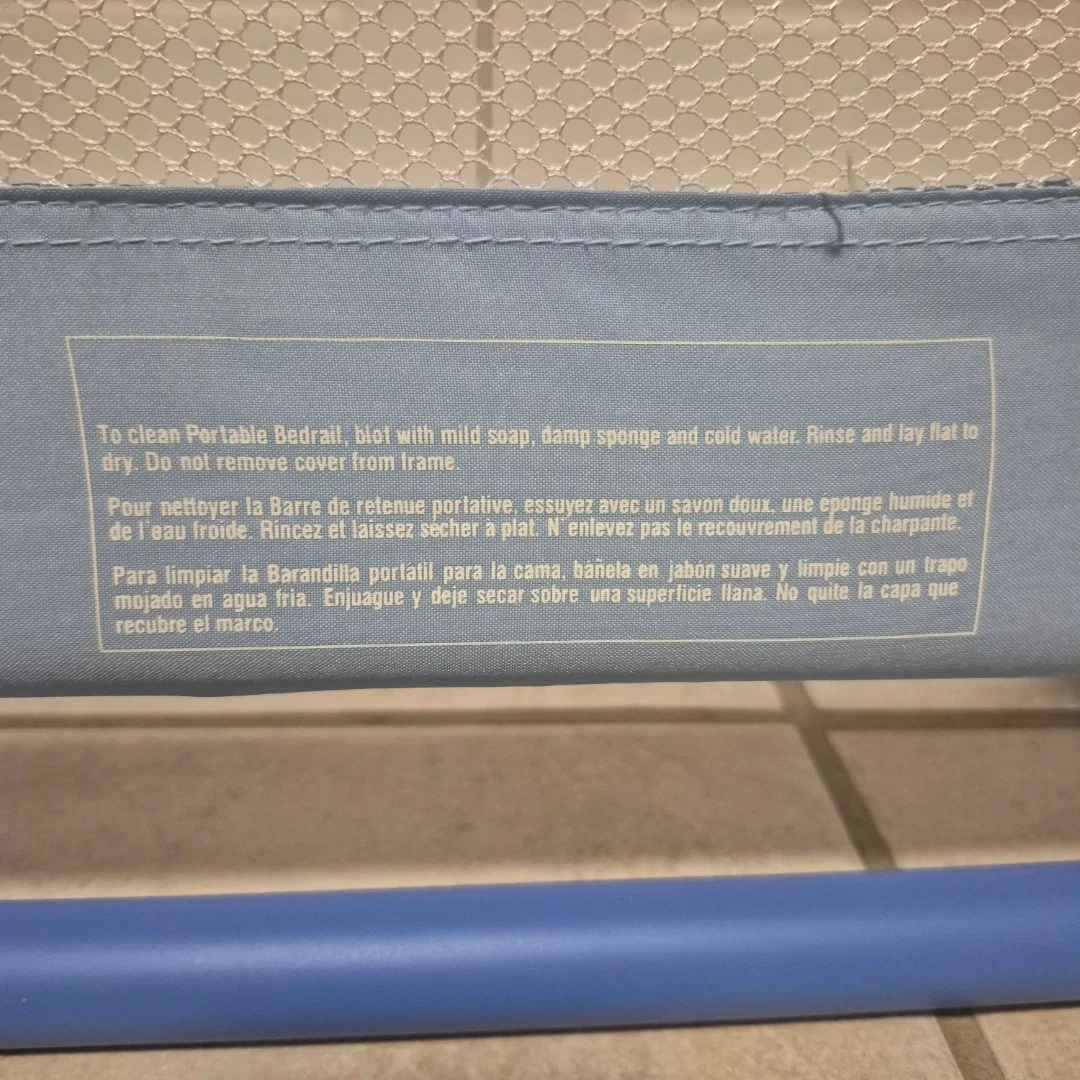 To clean Portable Bedrail, blot with mild soap, damp sponge and cold water. Rinse and lay flat to
dry. Do not remove cover from frame.
Pour nettoyer la Barre de retenue portative, essuyez avec un savon doux, une éponge humide et
de l'eau froide. Rincez et laissez sécher à plat. N'enlevez pas le recouvrement de la charpante.
Para limpiar la Barandilla portátil para la cama, báñela en jabón suave y limpie con un trapo
mojado en agua fria. Enjuague y deje secar sobre una superficie llana. No quite la capa que
recubre el marco.